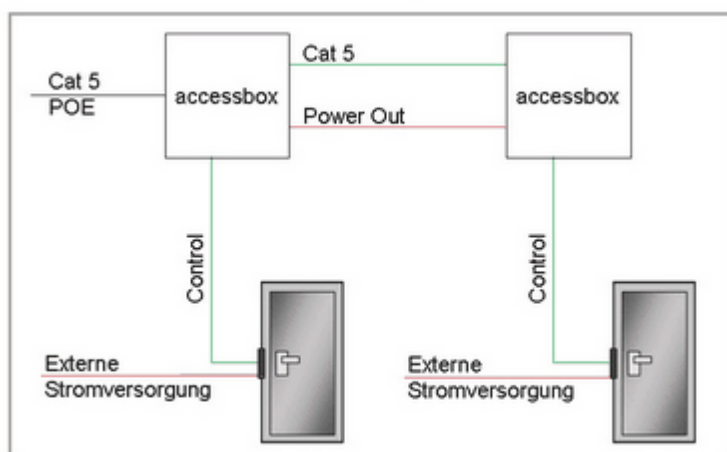 Cat 5
POE
accessbox
Cat 5
Power Out
accessbox
Control
Control
Externe
Stromversorgung
Externe
Stromversorgung